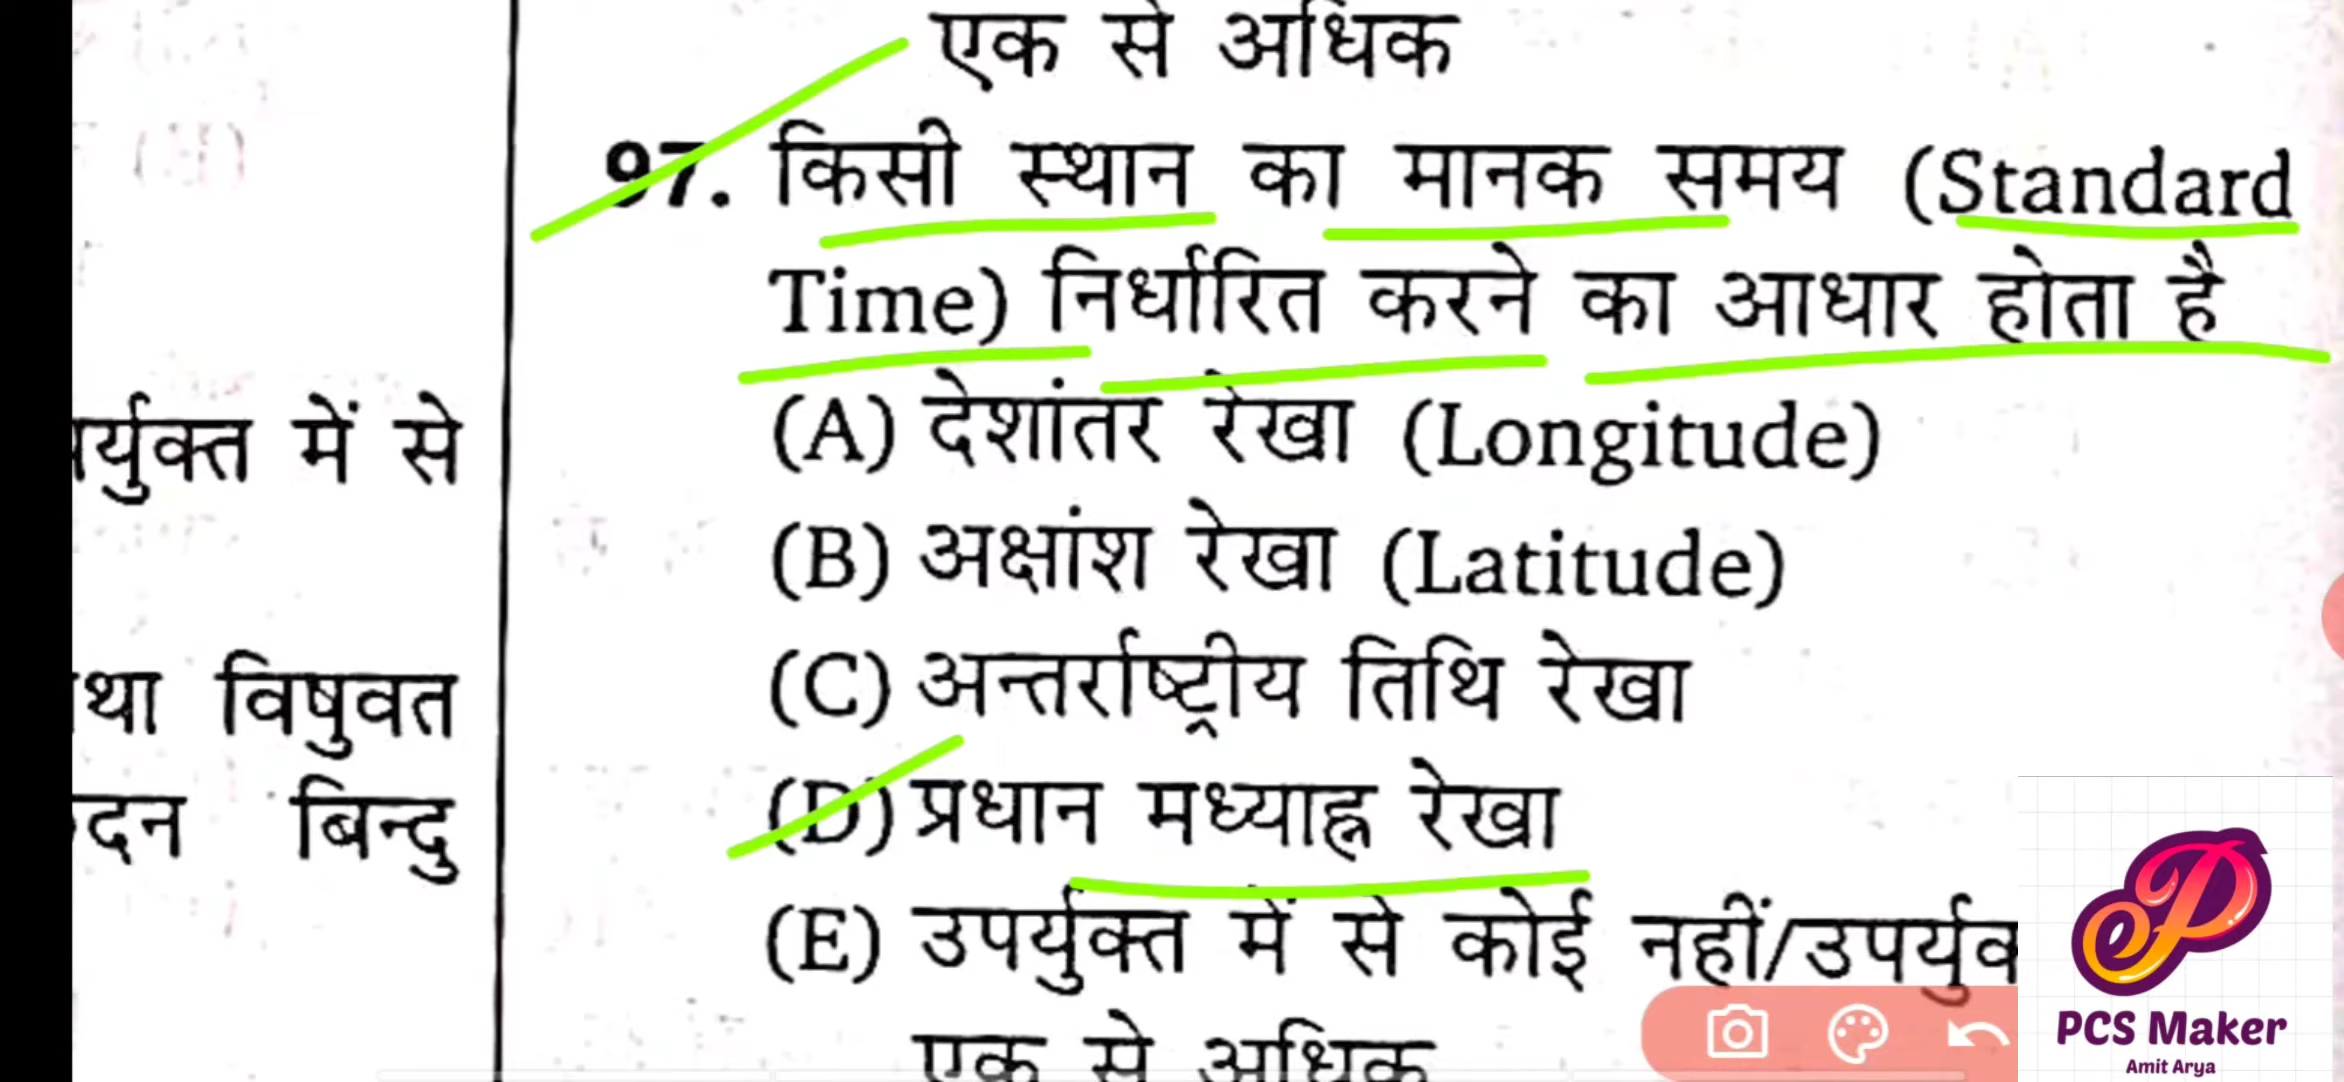 एक से अधिक
97. किसी स्थान का मानक समय (Standard
Time) निर्धारित करने का आधार होता है
(A) देशांतर रेखा (Longitude)
(B) अक्षांश रेखा (Latitude)
(C) अन्तर्राष्ट्रीय तिथि रेखा
(D) प्रधान मध्याह्न रेखा
(E) उपर्युक्त में से कोई नहीं/उपर्युक
एक से अधिक
पर्युक्त में से
था विषुवत
दन बिन्दु
PCS Maker
Amit Arya